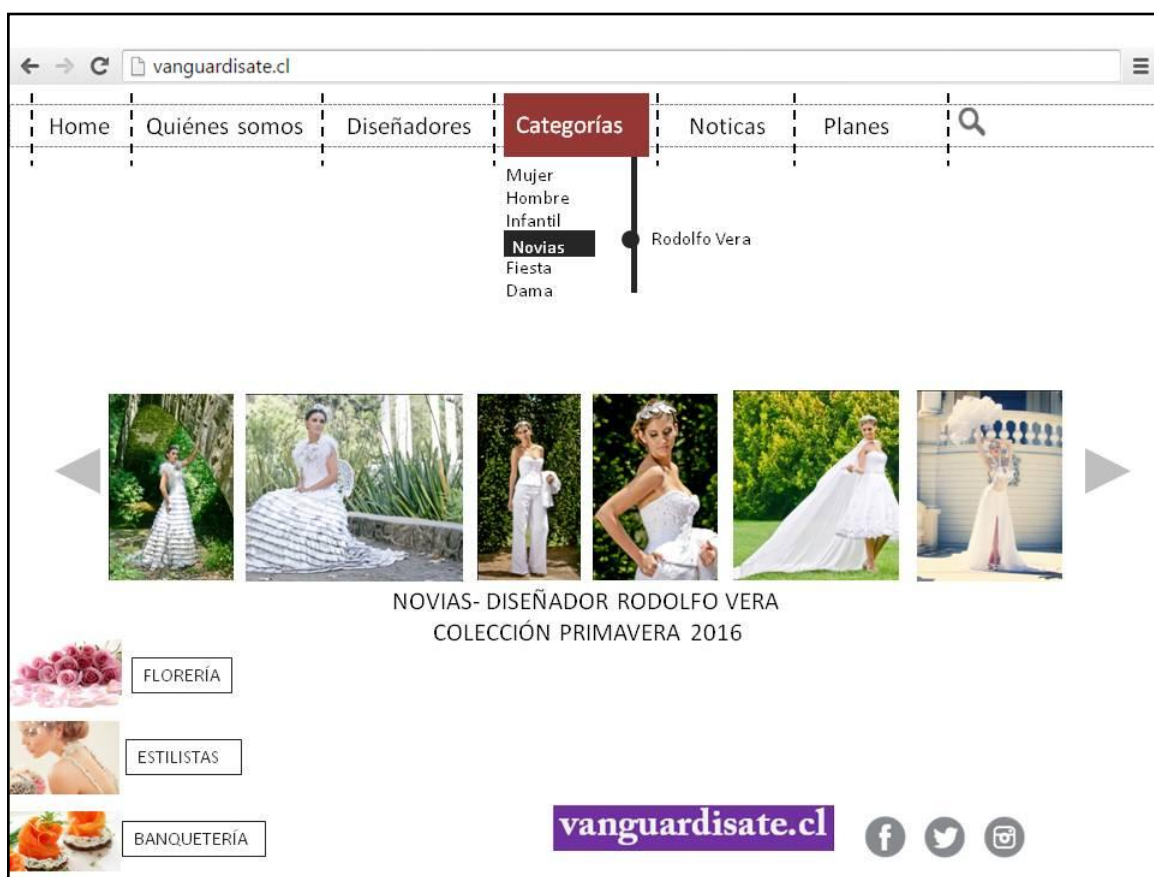 vanguardisate.cl
Home Quiénes somos Diseñadores Categorías Noticas Planes
Mujer
Hombre
Infantil
Novias Rodolfo Vera
Fiesta
Dama
NOVIAS- DISEÑADOR RODOLFO VERA
COLECCIÓN PRIMAVERA 2016
FLORERÍA
ESTILISTAS
BANQUETERÍA
vanguardisate.cl